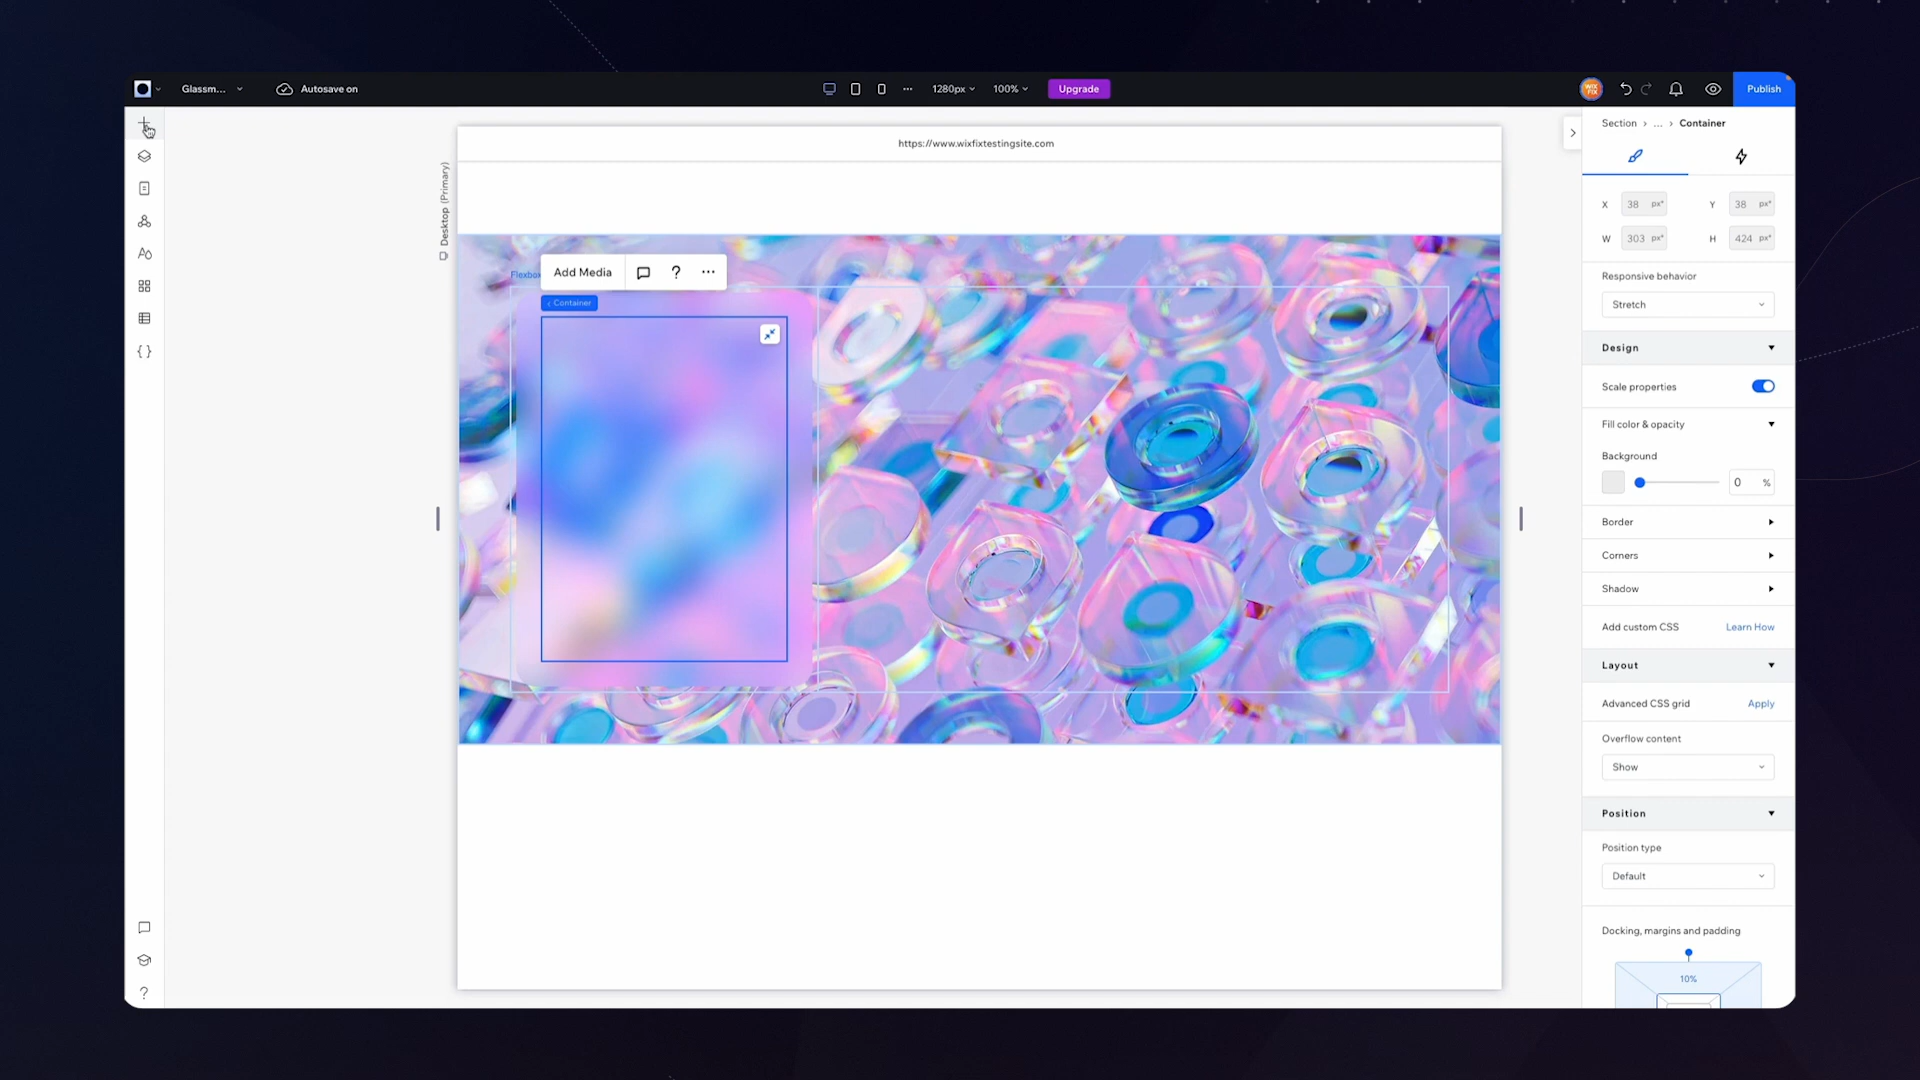 Glassm...
Autosave on
1280px
100%
Upgrade
WIX
FIX
Publish
https://www.wixfixtestingsite.com
Desktop (Primary)
Flexbox
Add Media
?
Container
Section > ... > Container
X 38 px*
Y 38 px*
W 303 px*
H 424 px*
Responsive behavior
Stretch
Design
Scale properties
Fill color & opacity
Background
0 %
Border
Corners
Shadow
Add custom CSS
Learn How
Layout
Advanced CSS grid
Apply
Overflow content
Show
Position
Position type
Default
Docking, margins and padding
10%
?